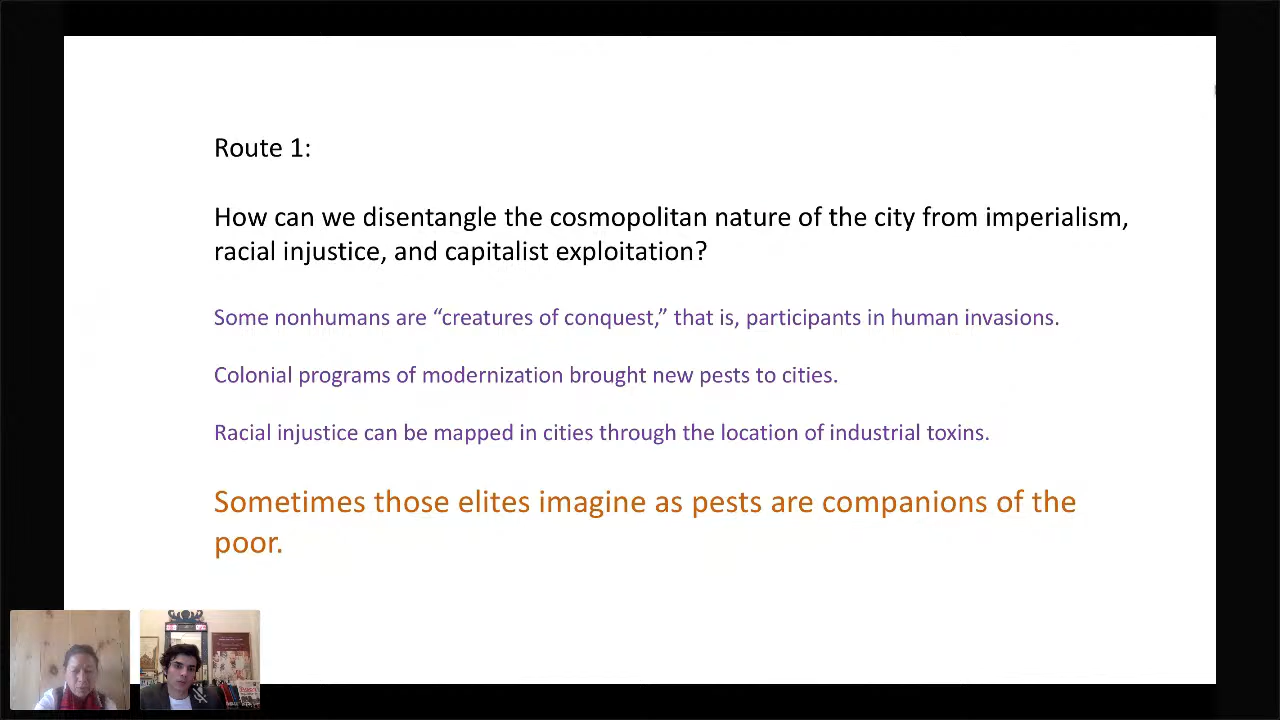 Route 1:
How can we disentangle the cosmopolitan nature of the city from imperialism,
racial injustice, and capitalist exploitation?
Some nonhumans are “creatures of conquest,” that is, participants in human invasions.
Colonial programs of modernization brought new pests to cities.
Racial injustice can be mapped in cities through the location of industrial toxins.
Sometimes those elites imagine as pests are companions of the
poor.